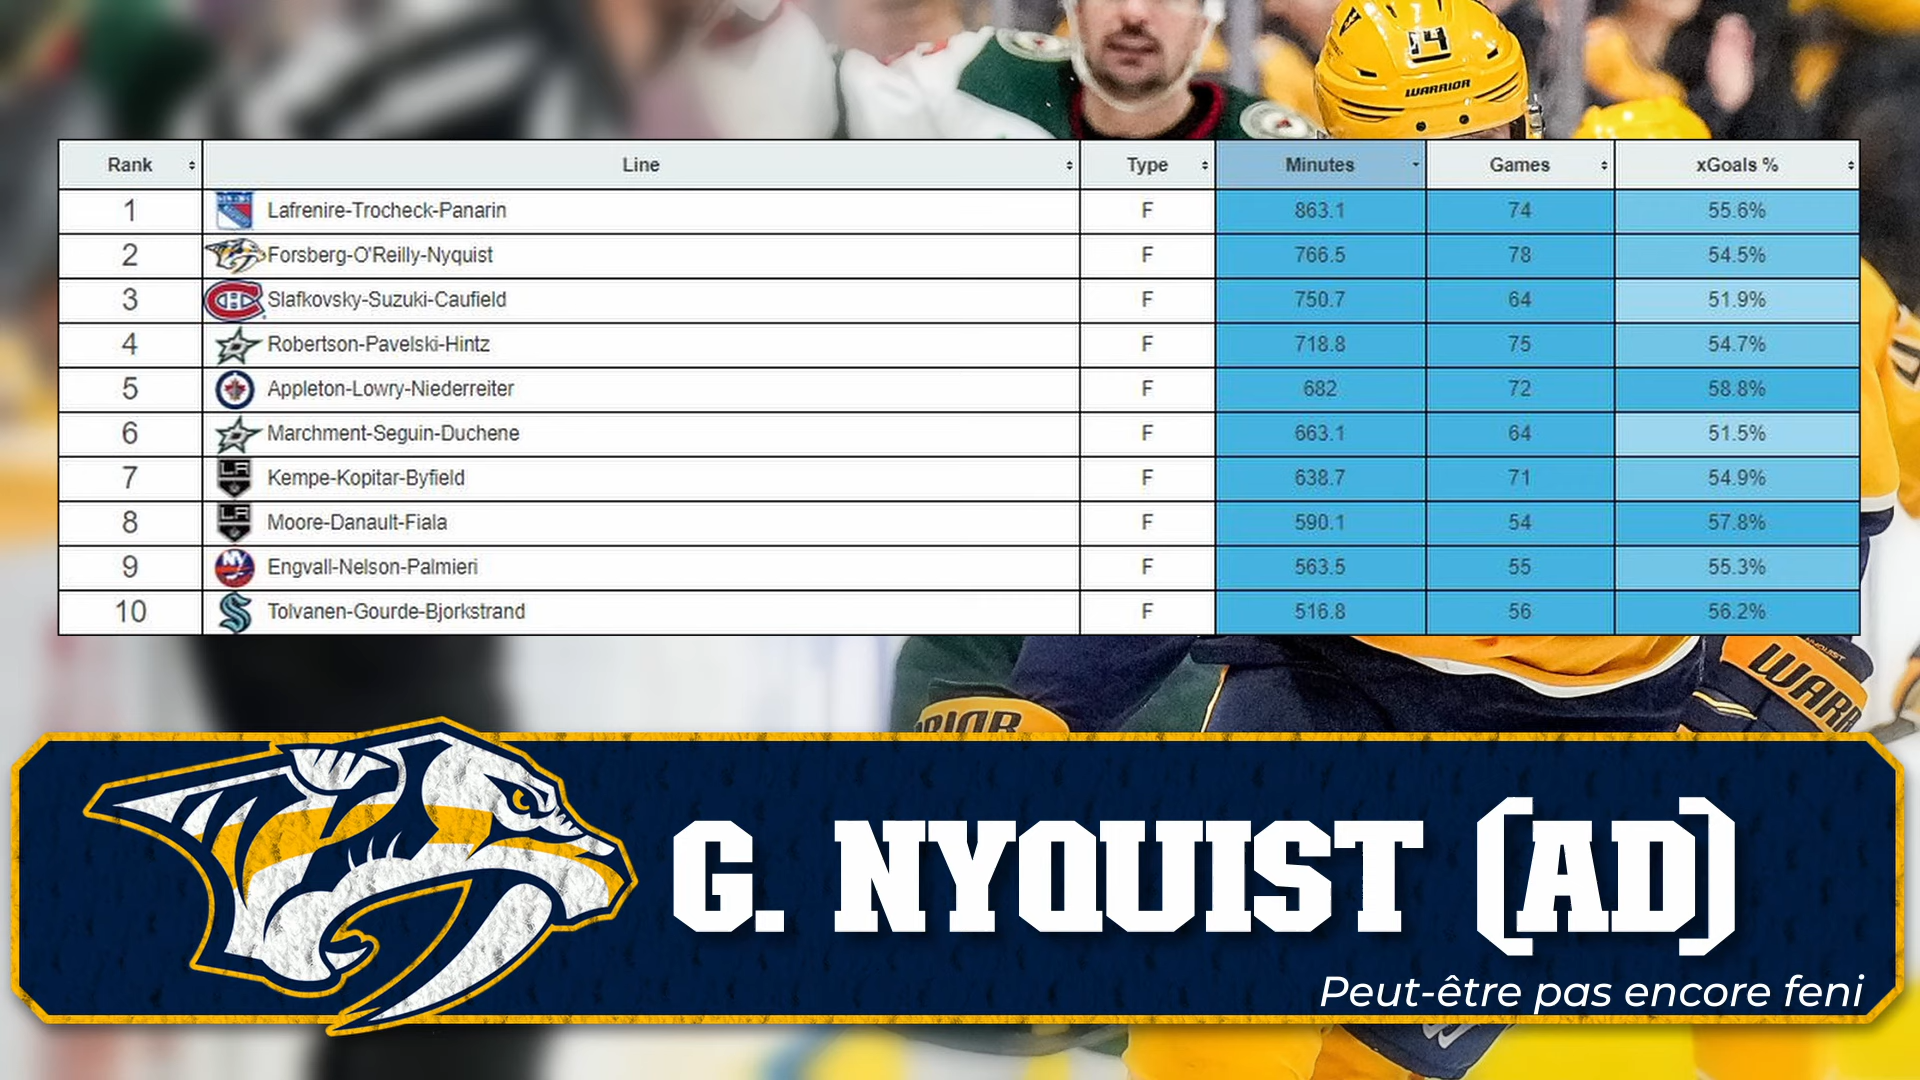 14
WARRIOR
Rank Line Type Minutes Games xGoals %
1 Lafrenire-Trocheck-Panarin F 863.1 74 55.6%
2 Forsberg-O'Reilly-Nyquist F 766.5 78 54.5%
3 Slafkovsky-Suzuki-Caufield F 750.7 64 51.9%
4 Robertson-Pavelski-Hintz F 718.8 75 54.7%
5 Appleton-Lowry-Niederreiter F 682 72 58.8%
6 Marchment-Seguin-Duchene F 663.1 64 51.5%
7 LA Kempe-Kopitar-Byfield F 638.7 71 54.9%
8 LA Moore-Danault-Fiala F 590.1 54 57.8%
9 NY Engvall-Nelson-Palmieri F 563.5 55 55.3%
10 Tolvanen-Gourde-Bjorkstrand F 516.8 56 56.2%
G. NYQUIST (AD)
Peut-être pas encore feni